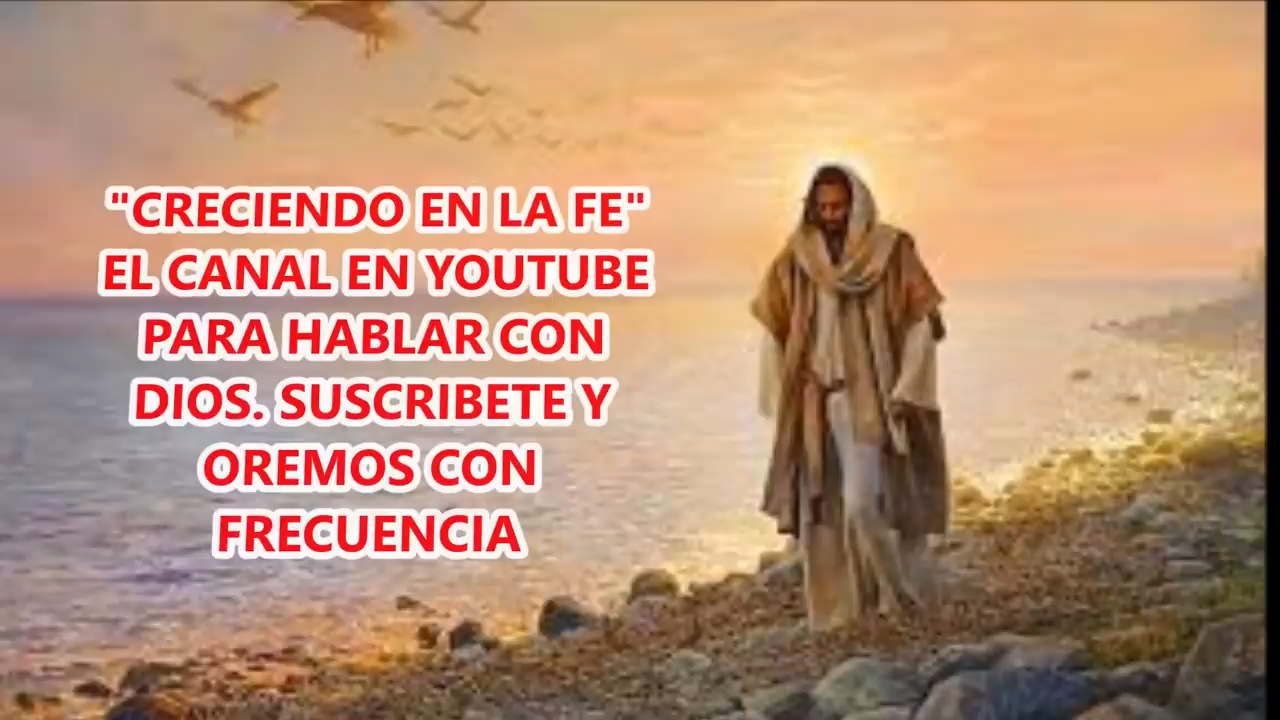 "CRECIENDO EN LA FE"
EL CANAL EN YOUTUBE
PARA HABLAR CON
DIOS. SUSCRIBETE Y
OREMOS CON
FRECUENCIA